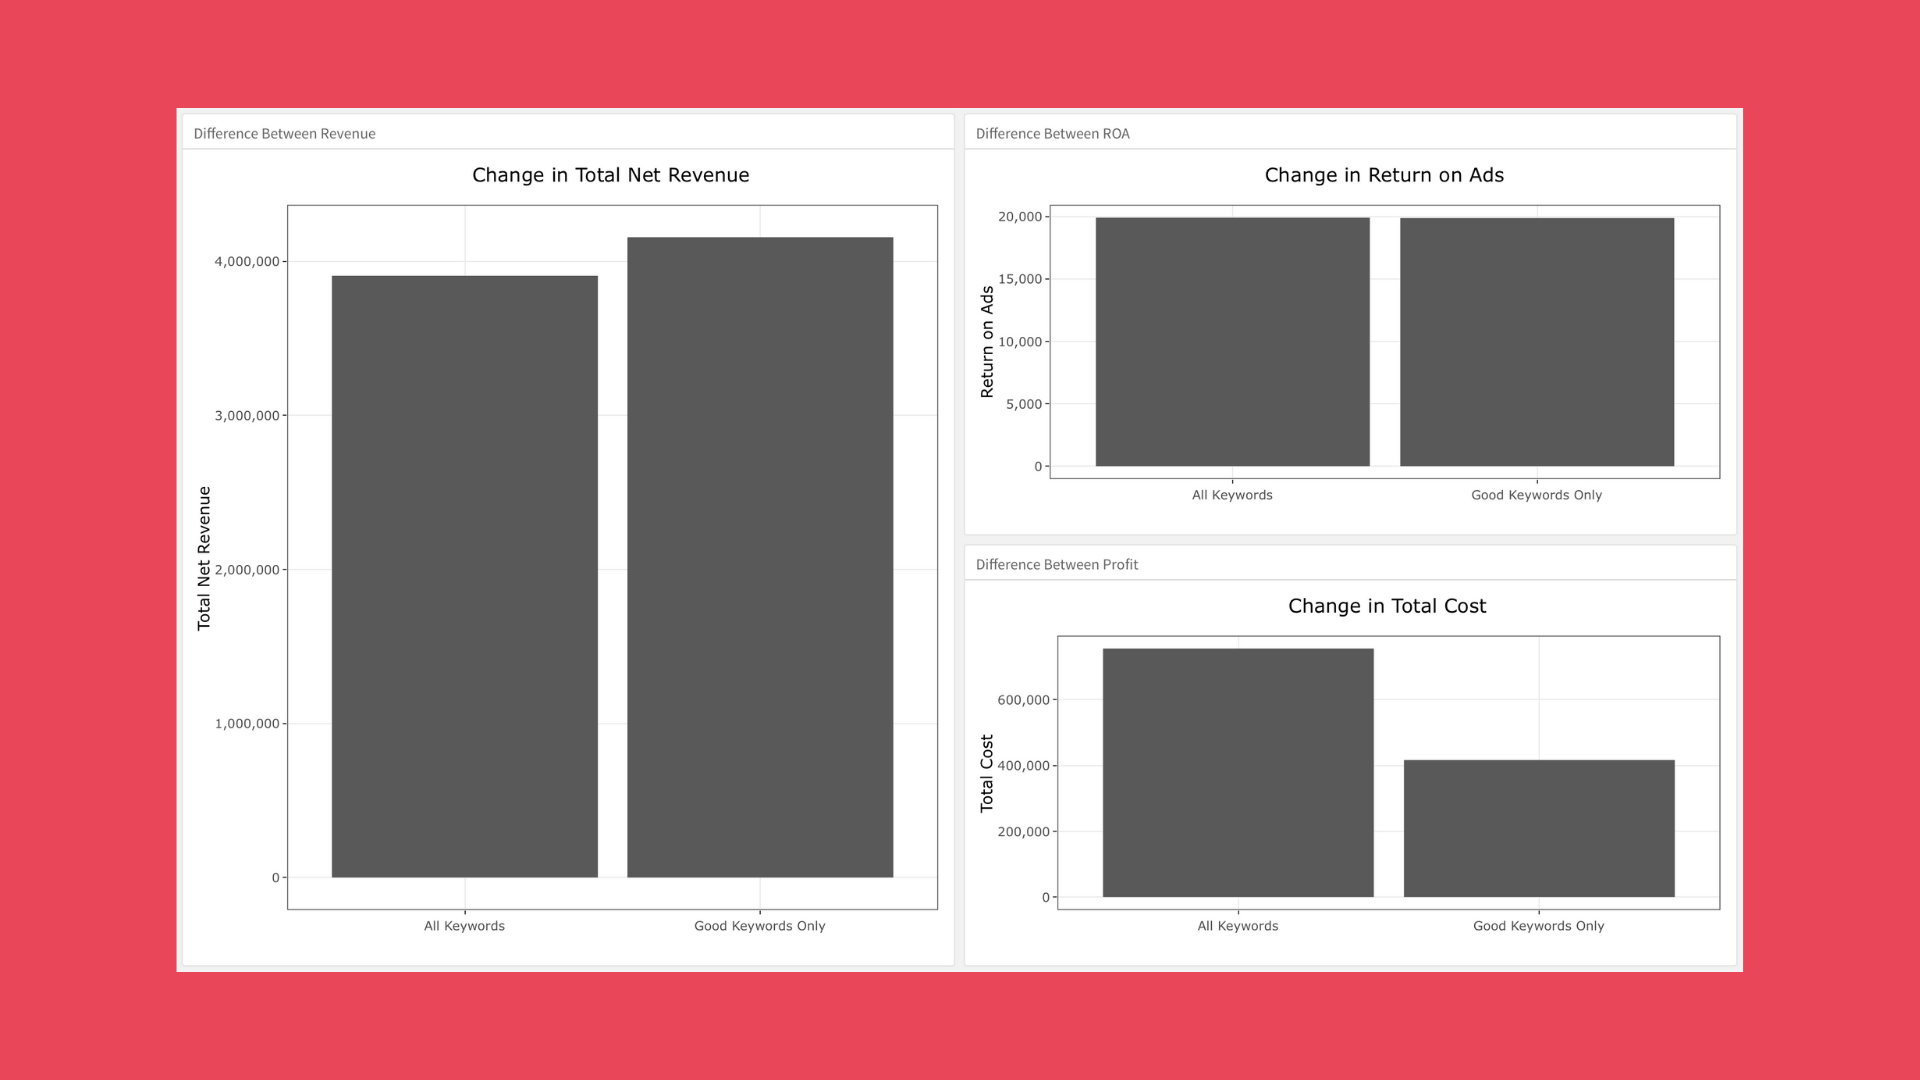 Difference Between Revenue
Change in Total Net Revenue
Total Net Revenue
4,000,000
3,000,000
2,000,000
1,000,000
0
All Keywords
Good Keywords Only
Difference Between ROA
Change in Return on Ads
Return on Ads
20,000
15,000
10,000
5,000
0
All Keywords
Good Keywords Only
Difference Between Profit
Change in Total Cost
Total Cost
600,000
400,000
200,000
0
All Keywords
Good Keywords Only